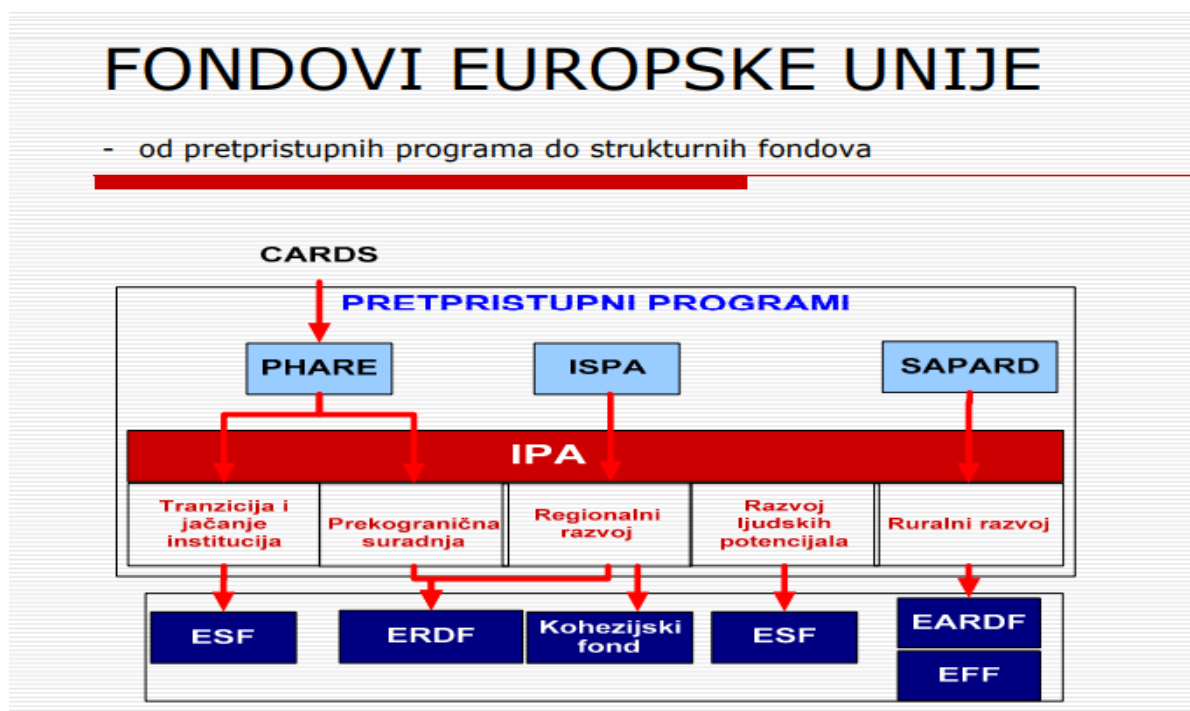 FONDOVI EUROPSKE UNIJE
- od pretpristupnih programa do strukturnih fondova
CARDS
PRETPRISTUPNI PROGRAMI
PHARE
ISPA
SAPARD
IPA
Tranzicija i
jačanje
institucija
Prekogranična
suradnja
Regionalni
razvoj
Razvoj
ljudskih
potencijala
Ruralni razvoj
ESF
ERDF
Kohezijski
fond
ESF
EARDF
EFF